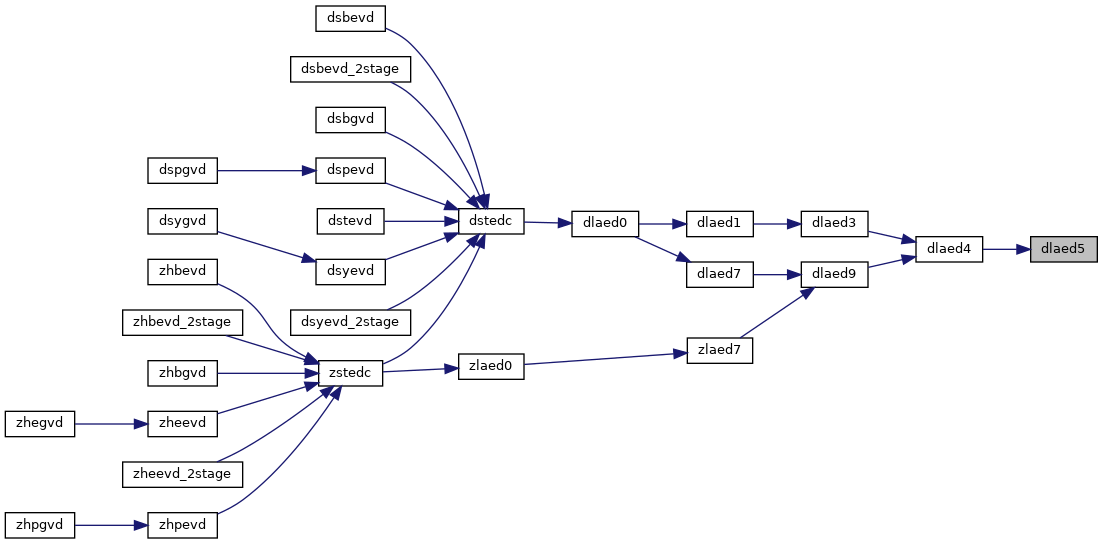 dsbevd
dsbevd_2stage
dsbgvd
dspgvd
dspevd
dsygvd
dstevd
dstedc
dlaed0
dlaed1
dlaed3
dlaed4
dlaed5
zhbevd
dsyevd
dlaed7
dlaed9
zhbevd_2stage
dsyevd_2stage
zhbgvd
zstedc
zlaed0
zlaed7
zhegvd
zheevd
zheevd_2stage
zhpgvd
zhpevd